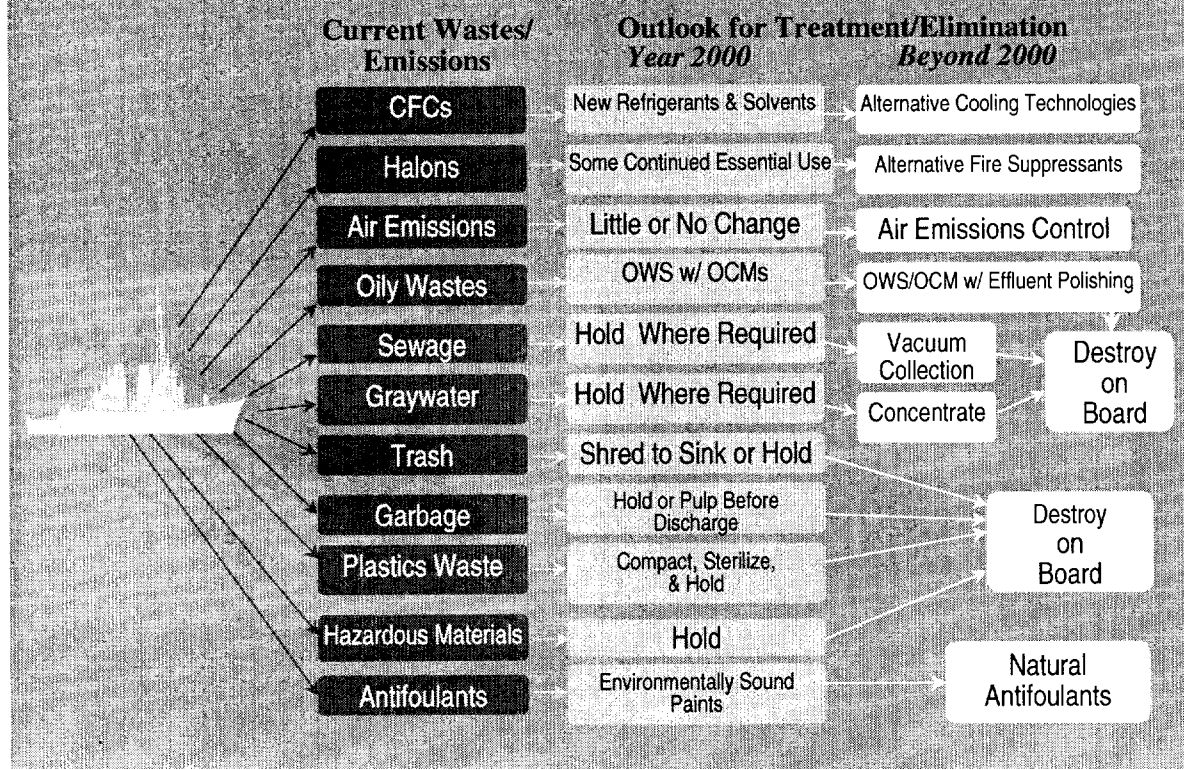 Current Wastes/
Emissions
Outlook for Treatment/Elimination
Year 2000
Beyond 2000
CFCs
New Refrigerants & Solvents
Alternative Cooling Technologies
Halons
Some Continued Essential Use
Alternative Fire Suppressants
Air Emissions
Little or No Change
Air Emissions Control
Oily Wastes
OWS w/ OCMs
OWS/OCM w/ Effluent Polishing
Sewage
Hold Where Required
Vacuum
Collection
Destroy
on
Board
Graywater
Hold Where Required
Concentrate
Trash
Shred to Sink or Hold
Garbage
Hold or Pulp Before
Discharge
Destroy
on
Board
Plastics Waste
Compact, Sterilize,
& Hold
Hazardous Materials
Hold
Antifoulants
Environmentally Sound
Paints
Natural
Antifoulants